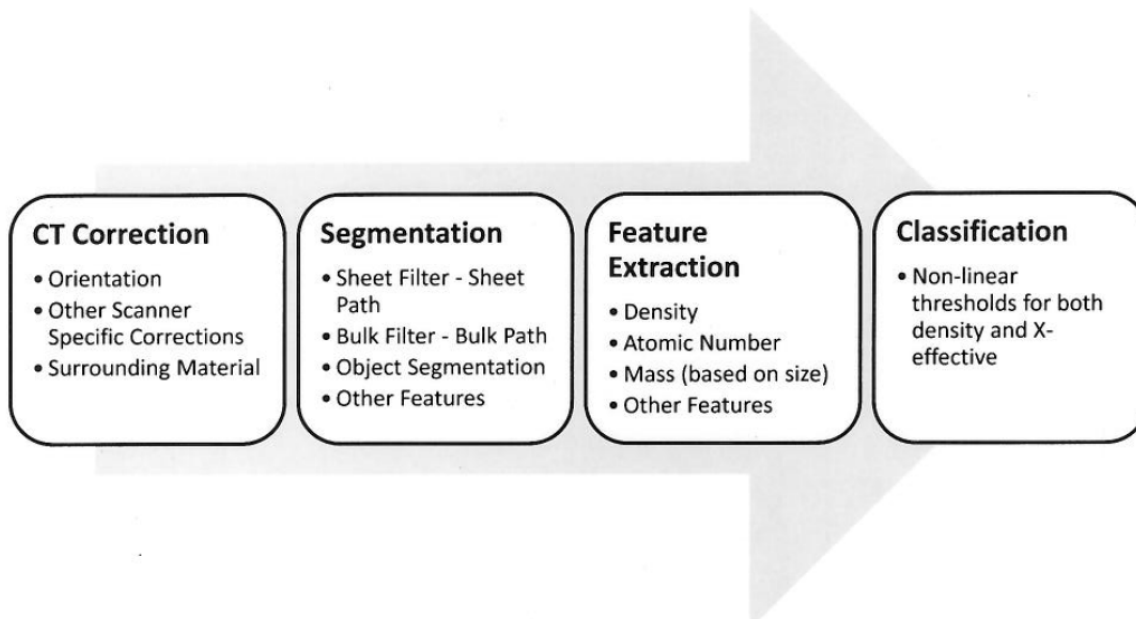 CT Correction
• Orientation
• Other Scanner
Specific Corrections
• Surrounding Material
Segmentation
• Sheet Filter - Sheet
Path
• Bulk Filter - Bulk Path
• Object Segmentation
• Other Features
Feature
Extraction
• Density
• Atomic Number
• Mass (based on size)
• Other Features
Classification
• Non-linear
thresholds for both
density and X-
effective